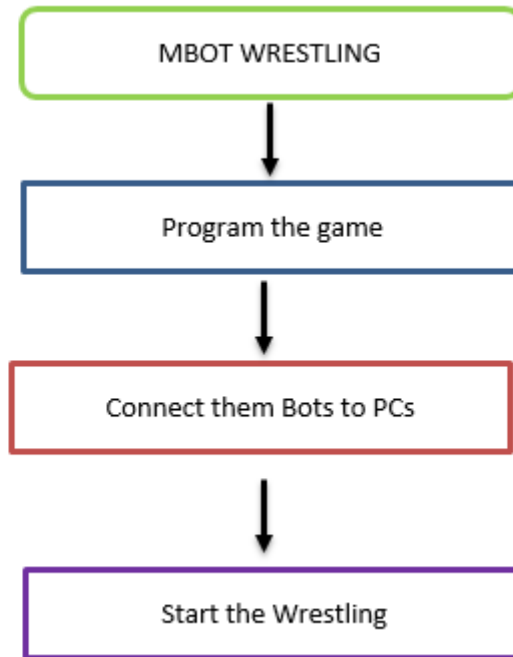 MBOT WRESTLING
Program the game
Connect them Bots to PCs
Start the Wrestling